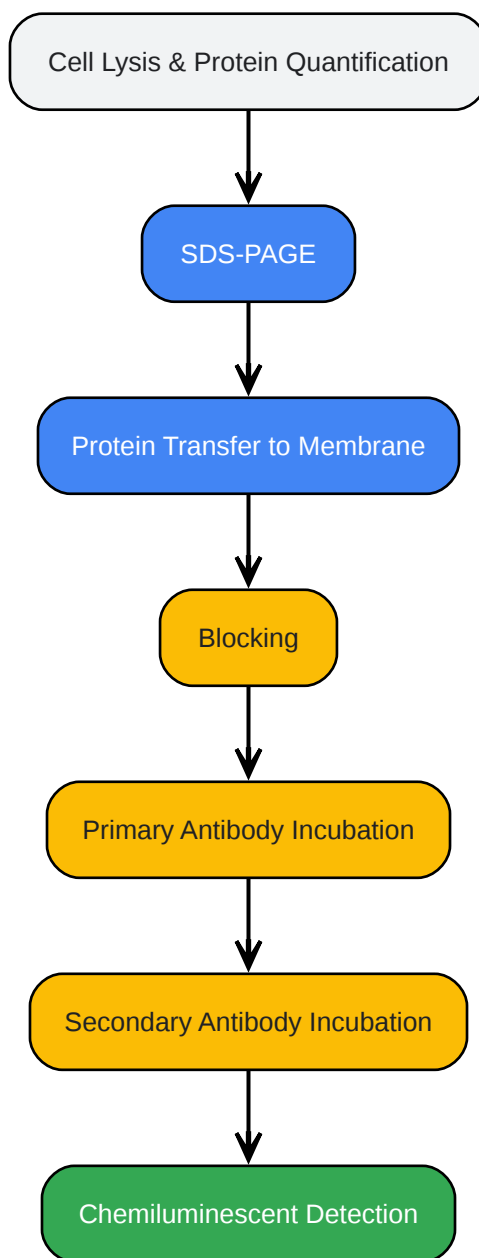 Cell Lysis & Protein Quantification
SDS-PAGE
Protein Transfer to Membrane
Blocking
Primary Antibody Incubation
Secondary Antibody Incubation
Chemiluminescent Detection